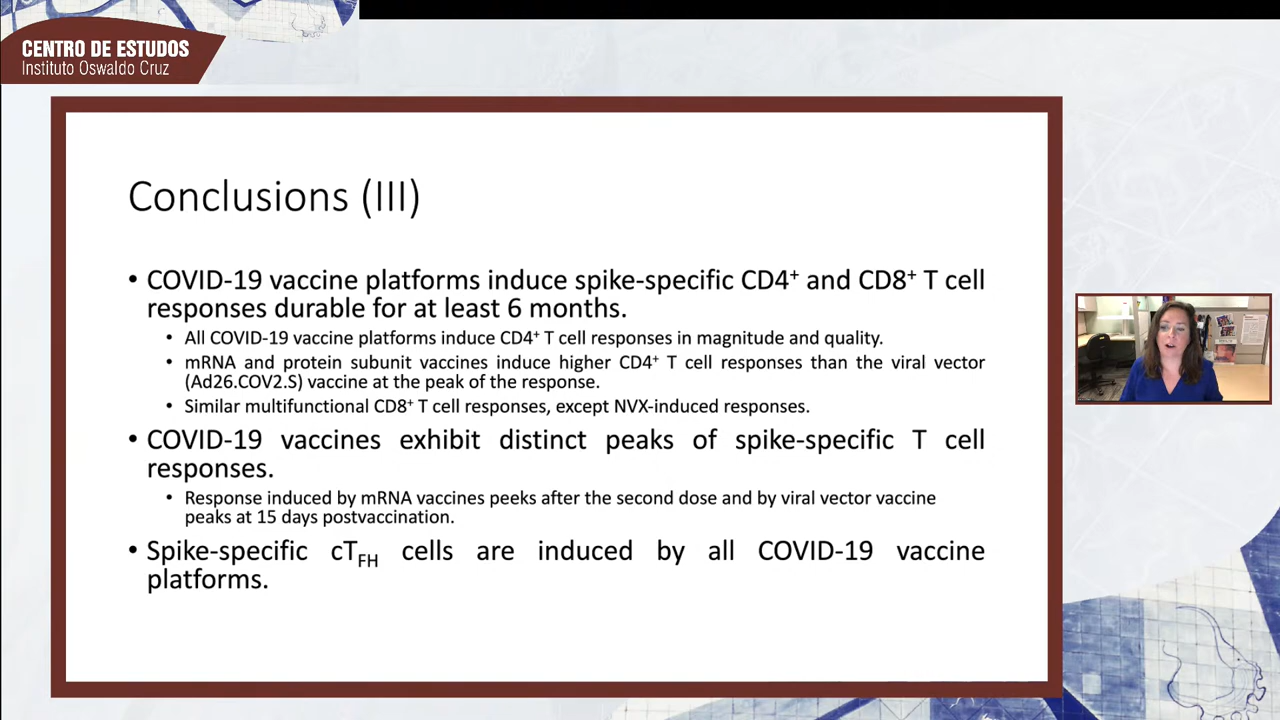 CENTRO DE ESTUDOS
Instituto Oswaldo Cruz
Conclusions (III)
• COVID-19 vaccine platforms induce spike-specific CD4⁺ and CD8⁺ T cell
responses durable for at least 6 months.
• All COVID-19 vaccine platforms induce CD4⁺ T cell responses in magnitude and quality.
• mRNA and protein subunit vaccines induce higher CD4⁺ T cell responses than the viral vector
(Ad26.COV2.S) vaccine at the peak of the response.
• Similar multifunctional CD8⁺ T cell responses, except NVX-induced responses.
• COVID-19 vaccines exhibit distinct peaks of spike-specific T cell
responses.
• Response induced by mRNA vaccines peeks after the second dose and by viral vector vaccine
peaks at 15 days postvaccination.
• Spike-specific cTFH cells are induced by all COVID-19 vaccine
platforms.